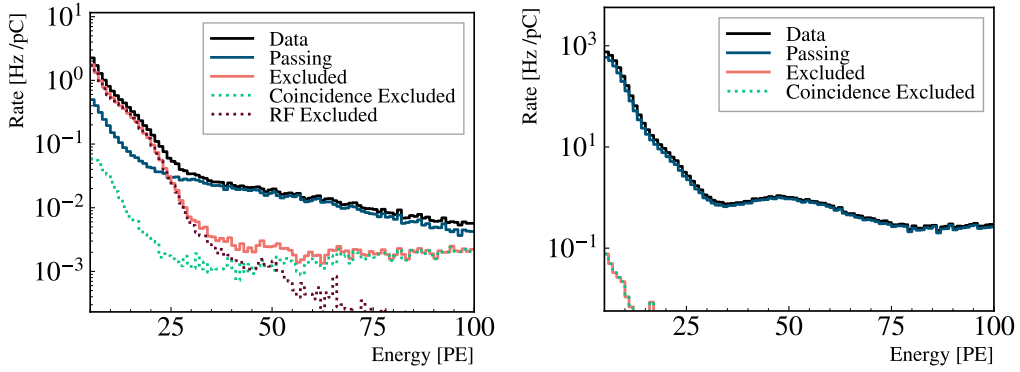 Rate [Hz /pC]
10^1
10^0
10^−1
10^−2
10^−3
Data
Passing
Excluded
Coincidence Excluded
RF Excluded
25
50
75
100
Energy [PE]
Rate [Hz /pC]
10^3
10^1
10^−1
Data
Passing
Excluded
Coincidence Excluded
25
50
75
100
Energy [PE]